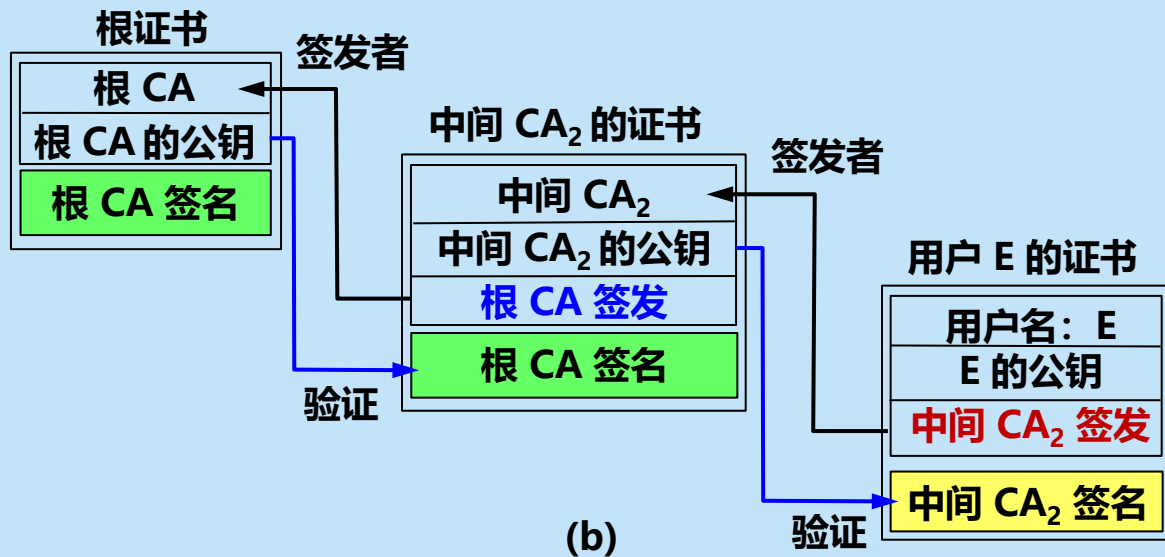 根证书
根 CA
根 CA 的公钥
根 CA 签名
签发者
中间 CA₂ 的证书
中间 CA₂
中间 CA₂ 的公钥
根 CA 签发
根 CA 签名
验证
签发者
用户 E 的证书
用户名：E
E 的公钥
中间 CA₂ 签发
中间 CA₂ 签名
验证
(b)